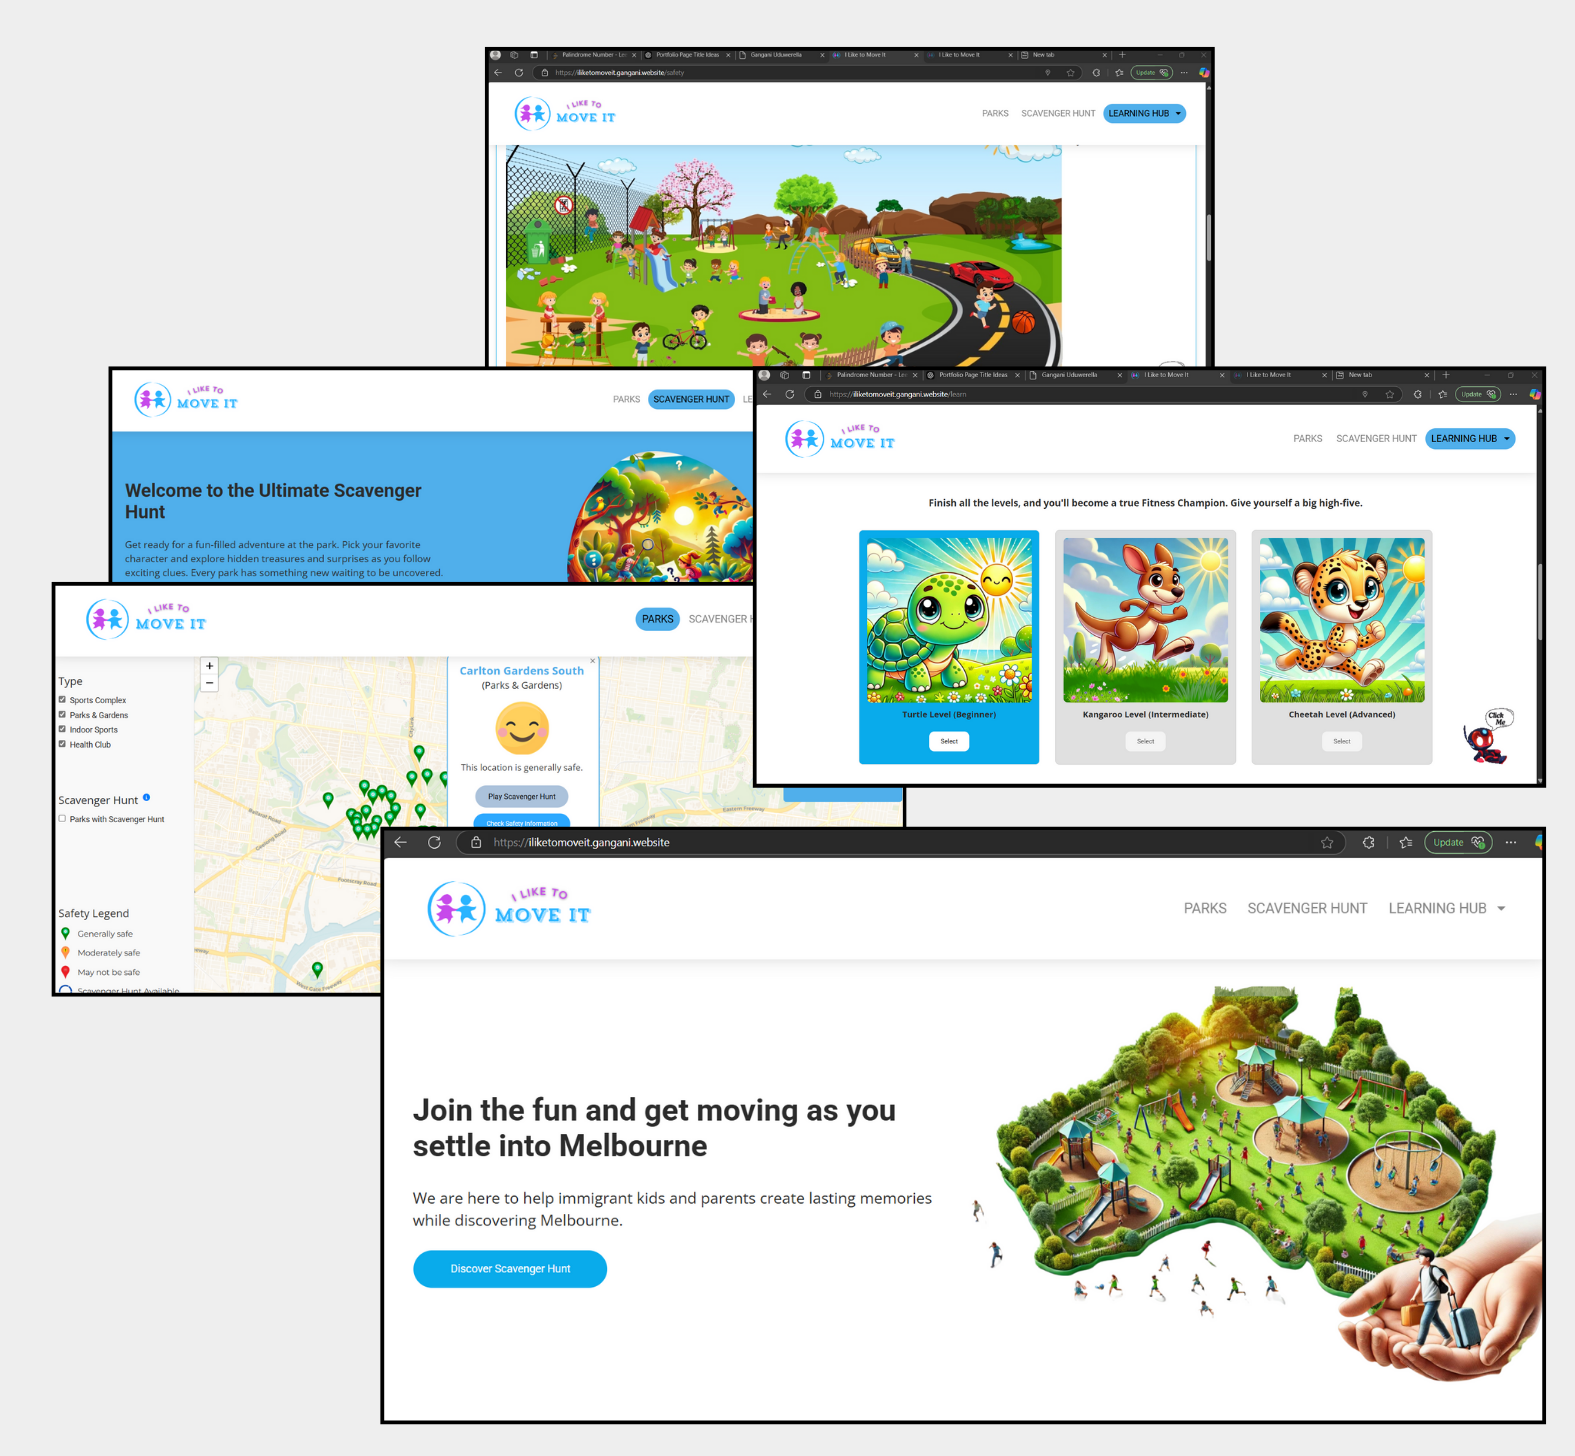 Palindrome Number - Lee
Portfolio Page Title Ideas
Gangani Uduwerella
I Like to Move It
I Like to Move It
New tab
https://iliketomoveit.gangani.website/safety
Update
I LIKE TO
MOVE IT
PARKS
SCAVENGER HUNT
LEARNING HUB
I LIKE TO
MOVE IT
PARKS
SCAVENGER HUNT
LE
Welcome to the Ultimate Scavenger
Hunt
Get ready for a fun-filled adventure at the park. Pick your favorite
character and explore hidden treasures and surprises as you follow
exciting clues. Every park has something new waiting to be uncovered.
Palindrome Number - Lee
Portfolio Page Title Ideas
Gangani Uduwerella
I Like to Move It
I Like to Move It
New tab
https://iliketomoveit.gangani.website/learn
Update
I LIKE TO
MOVE IT
PARKS
SCAVENGER HUNT
LEARNING HUB
Finish all the levels, and you'll become a true Fitness Champion. Give yourself a big high-five.
Turtle Level (Beginner)
Select
Kangaroo Level (Intermediate)
Select
Cheetah Level (Advanced)
Select
Click
Me
I LIKE TO
MOVE IT
PARKS
SCAVENGER H
Type
Sports Complex
Parks & Gardens
Indoor Sports
Health Club
Scavenger Hunt
Parks with Scavenger Hunt
Safety Legend
Generally safe
Moderately safe
May not be safe
Scavenger Hunt Available
+
−
CityLink
Footscray Road
West Gate Freeway
Eastern Freeway
Carlton Gardens South
(Parks & Gardens)
This location is generally safe.
Play Scavenger Hunt
Check Safety Information
https://iliketomoveit.gangani.website
Update
I LIKE TO
MOVE IT
PARKS
SCAVENGER HUNT
LEARNING HUB
Join the fun and get moving as you
settle into Melbourne
We are here to help immigrant kids and parents create lasting memories
while discovering Melbourne.
Discover Scavenger Hunt